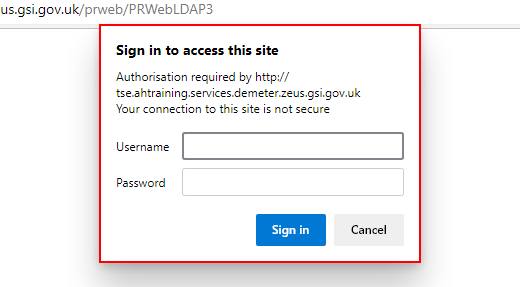 us.gsi.gov.uk/prweb/PRWebLDAP3
Sign in to access this site
Authorisation required by http://
tse.ahtraining.services.demeter.zeus.gsi.gov.uk
Your connection to this site is not secure
Username
Password
Sign in
Cancel